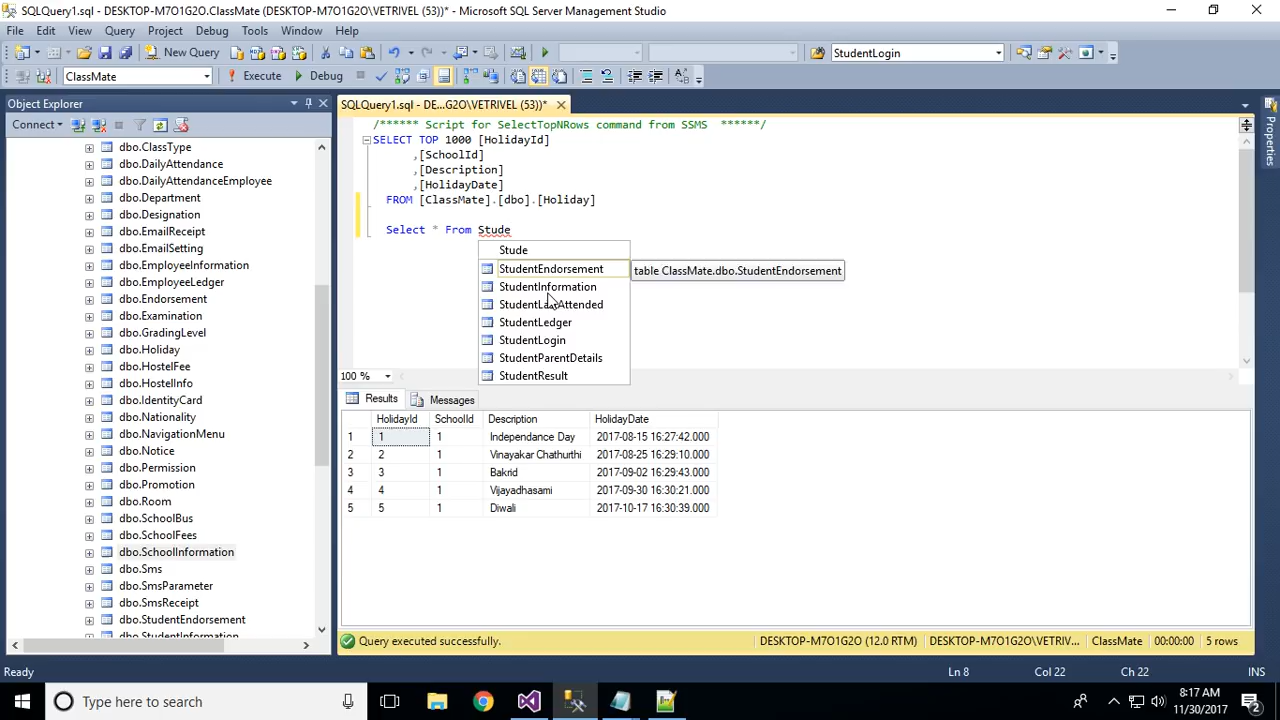 SQLQuery1.sql - DESKTOP-M7O1G2O.ClassMate (DESKTOP-M7O1G2O\VETRIVEL (53))* - Microsoft SQL Server Management Studio
File Edit View Query Project Debug Tools Window Help
New Query StudentLogin
ClassMate Execute Debug
Object Explorer
Connect
dbo.ClassType
dbo.DailyAttendance
dbo.DailyAttendanceEmployee
dbo.Department
dbo.Designation
dbo.EmailReceipt
dbo.EmailSetting
dbo.EmployeeInformation
dbo.EmployeeLedger
dbo.Endorsement
dbo.Examination
dbo.GradingLevel
dbo.Holiday
dbo.HostelFee
dbo.HostelInfo
dbo.IdentityCard
dbo.Nationality
dbo.NavigationMenu
dbo.Notice
dbo.Permission
dbo.Promotion
dbo.Room
dbo.SchoolBus
dbo.SchoolFees
dbo.SchoolInformation
dbo.Sms
dbo.SmsParameter
dbo.SmsReceipt
dbo.StudentEndorsement
dbo.StudentInformation
SQLQuery1.sql - DE...G2O\VETRIVEL (53))*
/****** Script for SelectTopNRows command from SSMS ******/
SELECT TOP 1000 [HolidayId]
,[SchoolId]
,[Description]
,[HolidayDate]
FROM [ClassMate].[dbo].[Holiday]
Select * From Stude
Stude
StudentEndorsement
table ClassMate.dbo.StudentEndorsement
StudentInformation
StudentLastAttended
StudentLedger
StudentLogin
StudentParentDetails
StudentResult
100 %
Results Messages
HolidayId SchoolId Description HolidayDate
1 1 1 Independance Day 2017-08-15 16:27:42.000
2 2 1 Vinayakar Chathurthi 2017-08-25 16:29:10.000
3 3 1 Bakrid 2017-09-02 16:29:43.000
4 4 1 Vijayadhasami 2017-09-30 16:30:21.000
5 5 1 Diwali 2017-10-17 16:30:39.000
Query executed successfully. DESKTOP-M7O1G2O (12.0 RTM) DESKTOP-M7O1G2O\VETRIV... ClassMate 00:00:00 5 rows
Properties
Ready Ln 8 Col 22 Ch 22 INS
Type here to search
8:17 AM
11/30/2017
2